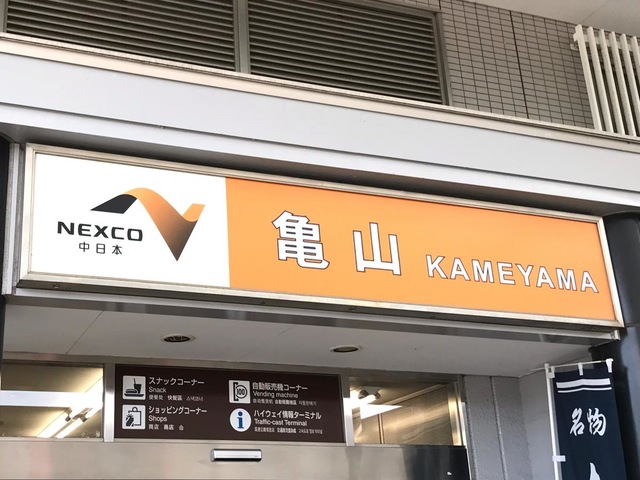 NEXCO
中日本
亀山 KAMEYAMA
スナックコーナー
Snack
自動販売機コーナー
Vending machine
ショッピングコーナー
Shops
ハイウェイ情報ターミナル
Traffic-cast Terminal
名物